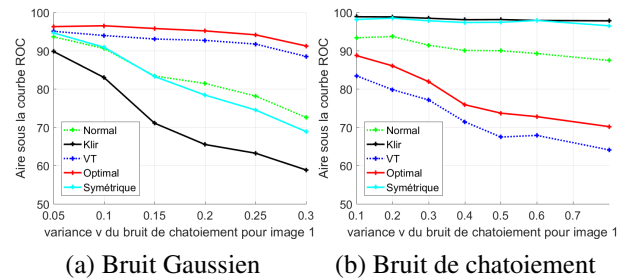 Aire sous la courbe ROC
100
90
80
70
60
50
Normal
Klir
VT
Optimal
Symétrique
0.05 0.1 0.15 0.2 0.25 0.3
variance v du bruit de chatoiement pour image 1
(a) Bruit Gaussien
Aire sous la courbe ROC
100
90
80
70
60
50
Normal
Klir
VT
Optimal
Symétrique
0.1 0.2 0.3 0.4 0.5 0.6 0.7
variance v du bruit de chatoiement pour image 1
(b) Bruit de chatoiement